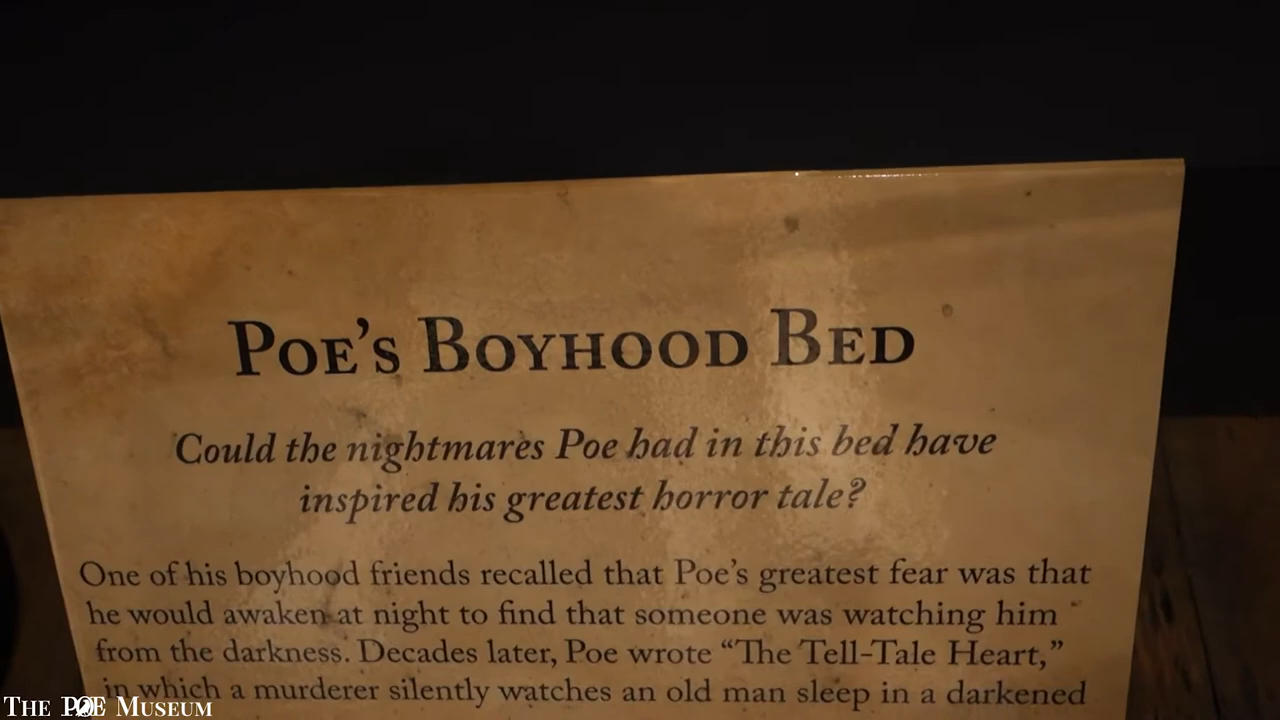 Poe's Boyhood Bed
Could the nightmares Poe had in this bed have
inspired his greatest horror tale?
One of his boyhood friends recalled that Poe's greatest fear was that
he would awaken at night to find that someone was watching him
from the darkness. Decades later, Poe wrote “The Tell-Tale Heart,”
in which a murderer silently watches an old man sleep in a darkened
The Poe Museum